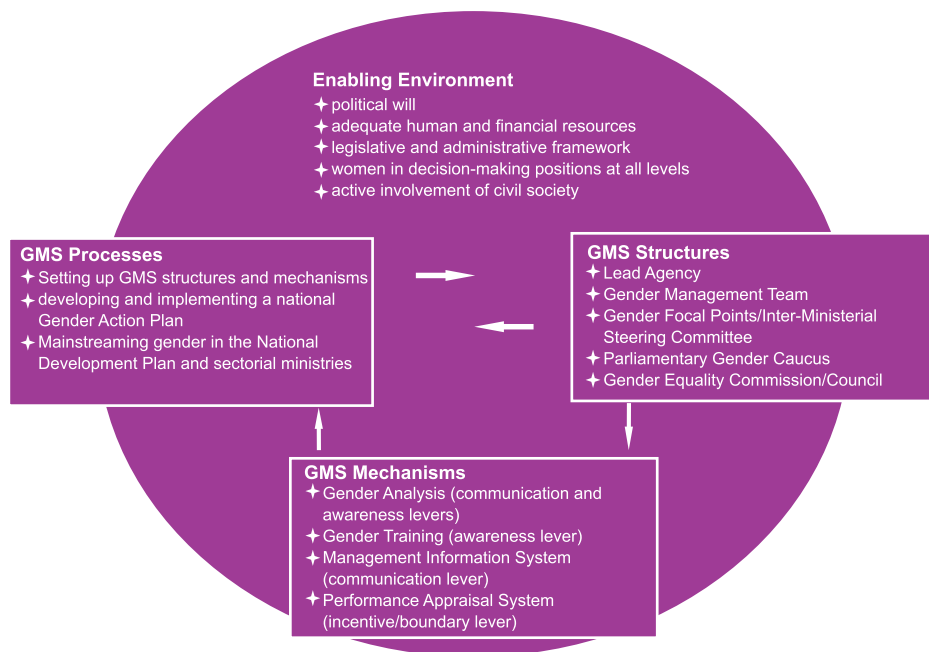 Enabling Environment
political will
adequate human and financial resources
legislative and administrative framework
women in decision-making positions at all levels
active involvement of civil society
GMS Processes
Setting up GMS structures and mechanisms
developing and implementing a national
Gender Action Plan
Mainstreaming gender in the National
Development Plan and sectorial ministries
GMS Structures
Lead Agency
Gender Management Team
Gender Focal Points/Inter-Ministerial
Steering Committee
Parliamentary Gender Caucus
Gender Equality Commission/Council
GMS Mechanisms
Gender Analysis (communication and
awareness levers)
Gender Training (awareness lever)
Management Information System
(communication lever)
Performance Appraisal System
(incentive/boundary lever)